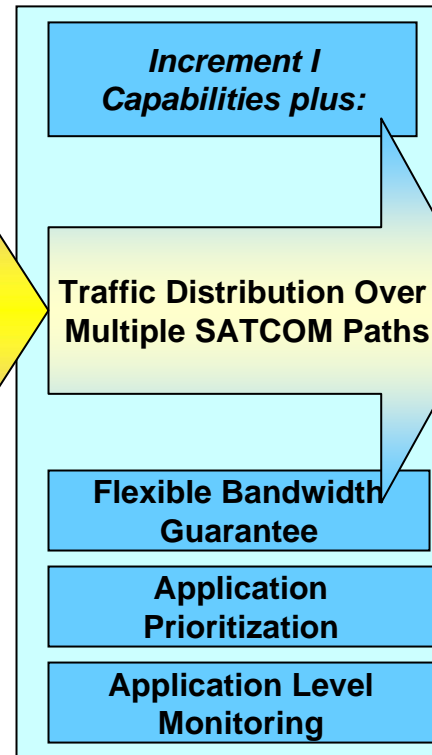 Increment I
Capabilities plus:
Traffic Distribution Over
Multiple SATCOM Paths
Flexible Bandwidth
Guarantee
Application
Prioritization
Application Level
Monitoring